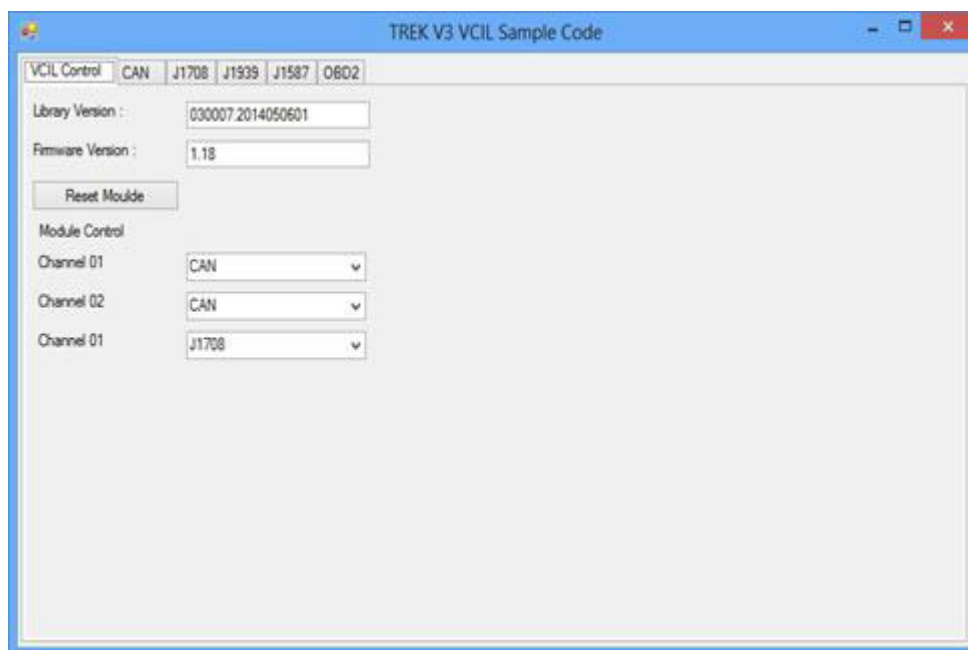 TREK V3 VCIL Sample Code
VCIL Control CAN J1708 J1939 J1587 OBD2
Library Version : 030007.2014050601
Firmware Version : 1.18
Reset Moulde
Module Control
Channel 01 CAN
Channel 02 CAN
Channel 01 J1708